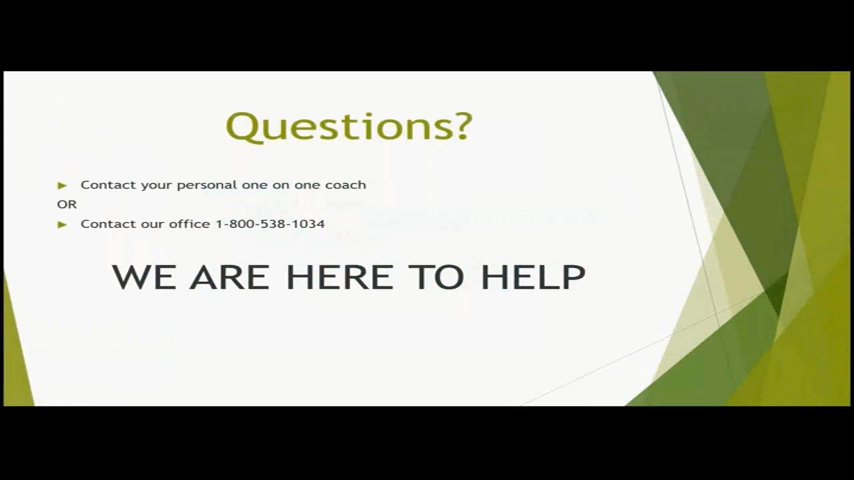 Questions?
Contact your personal one on one coach
OR
Contact our office 1-800-538-1034
WE ARE HERE TO HELP